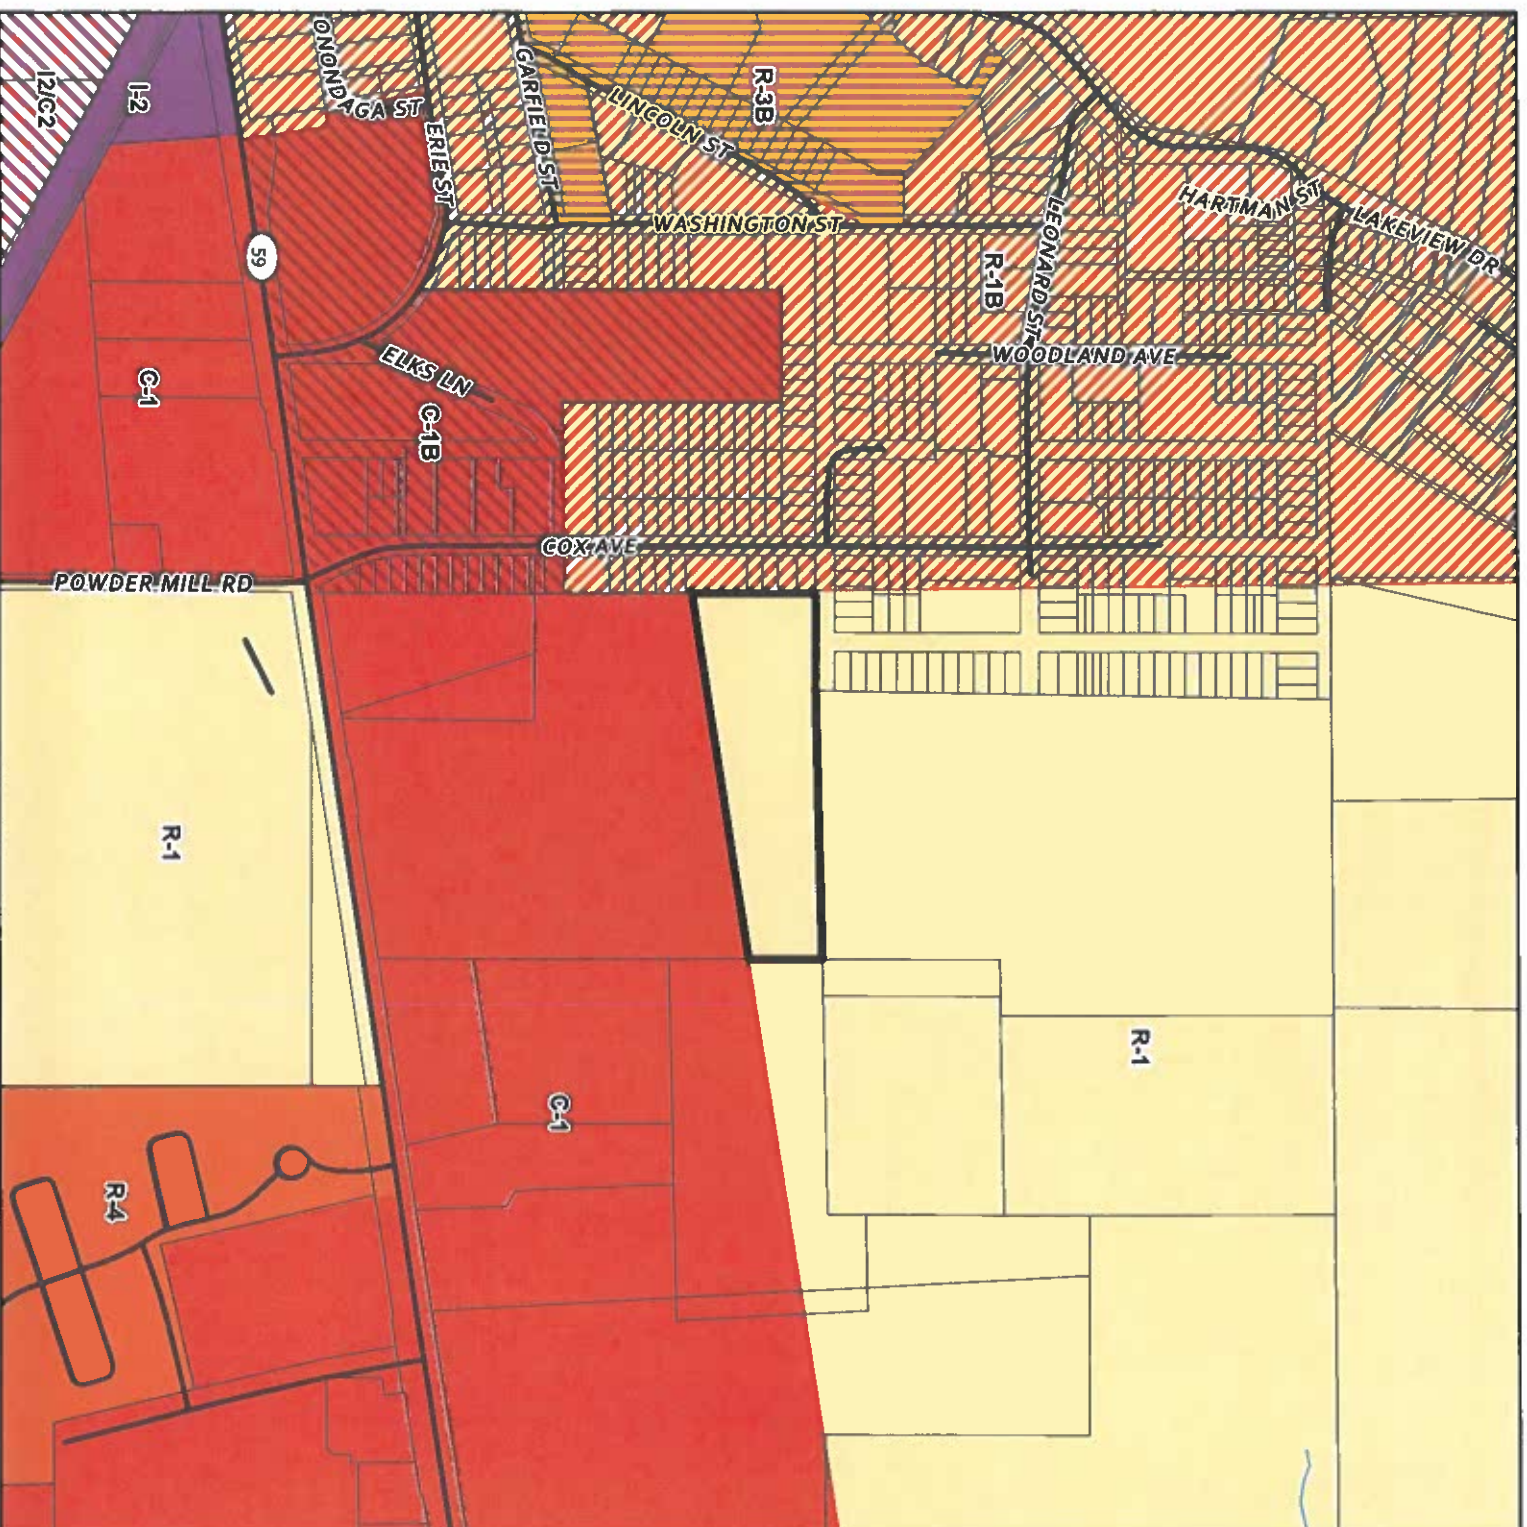 ONONDAGA ST
GARFIELD ST
I2/C2
I-2
R-3B
LINCOLN ST
ERIE ST
HARTMAN ST
WASHINGTON ST
LAKEVIEW DR
59
LEONARD ST
R-1B
WOODLAND AVE
ELKS LN
C-1
C-1B
COX AVE
POWDER MILL RD
R-1
R-1
C-1
R-4